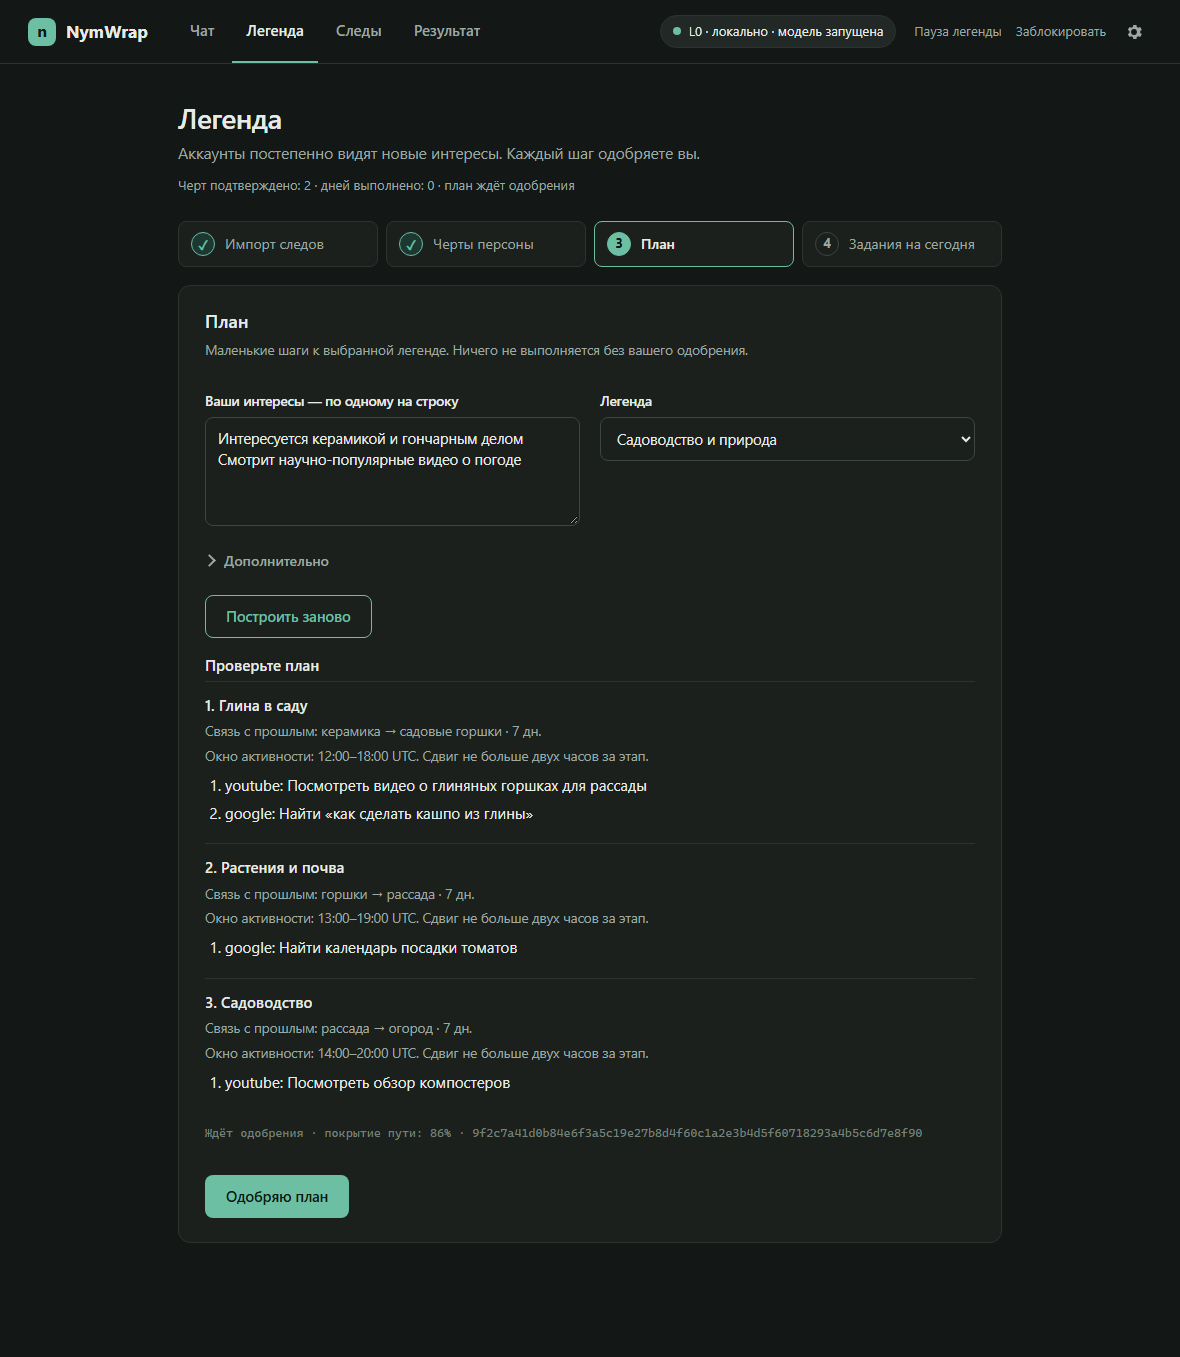 n NymWrap
Чат
Легенда
Следы
Результат
L0 · локально · модель запущена
Пауза легенды
Заблокировать
Легенда
Аккаунты постепенно видят новые интересы. Каждый шаг одобряете вы.
Черт подтверждено: 2 · дней выполнено: 0 · план ждёт одобрения
✓ Импорт следов
✓ Черты персоны
3 План
4 Задания на сегодня
План
Маленькие шаги к выбранной легенде. Ничего не выполняется без вашего одобрения.
Ваши интересы — по одному на строку
Интересуется керамикой и гончарным делом
Смотрит научно-популярные видео о погоде
Легенда
Садоводство и природа
Дополнительно
Построить заново
Проверьте план
1. Глина в саду
Связь с прошлым: керамика → садовые горшки · 7 дн.
Окно активности: 12:00–18:00 UTC. Сдвиг не больше двух часов за этап.
1. youtube: Посмотреть видео о глиняных горшках для рассады
2. google: Найти «как сделать кашпо из глины»
2. Растения и почва
Связь с прошлым: горшки → рассада · 7 дн.
Окно активности: 13:00–19:00 UTC. Сдвиг не больше двух часов за этап.
1. google: Найти календарь посадки томатов
3. Садоводство
Связь с прошлым: рассада → огород · 7 дн.
Окно активности: 14:00–20:00 UTC. Сдвиг не больше двух часов за этап.
1. youtube: Посмотреть обзор компостеров
Ждёт одобрения · покрытие пути: 86% · 9f2c7a41d0b84e6f3a5c19e27b8d4f60c1a2e3b4d5f60718293a4b5c6d7e8f90
Одобряю план